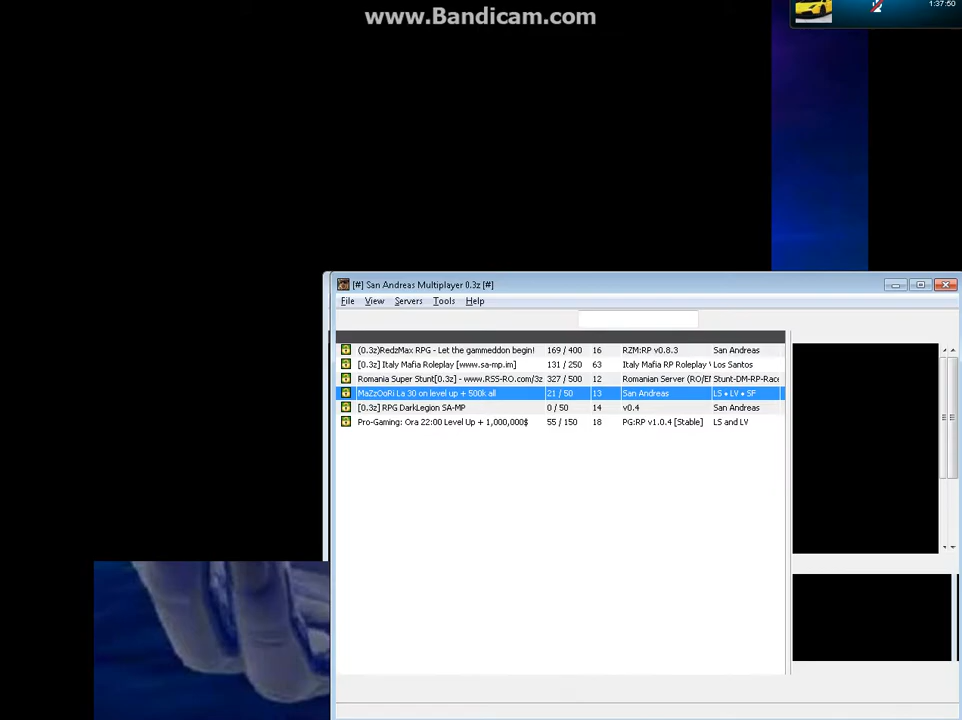 www.Bandicam.com
1:37:50
[#] San Andreas Multiplayer 0.3z [#]
File View Servers Tools Help
(0.3z)RedzMax RPG - Let the gammeddon begin! 169 / 400 16 RZM:RP v0.8.3 San Andreas
[0.3z] Italy Mafia Roleplay [www.sa-mp.im] 131 / 250 63 Italy Mafia RP Roleplay \ Los Santos
Romania Super Stunt[0.3z] - www.RSS-RO.com/3z 327 / 500 12 Romanian Server (RO/EN Stunt-DM-RP-Race
MaZzOoRi La 30 on level up + 500k all 21 / 50 13 San Andreas LS • LV • SF
[0.3z] RPG DarkLegion SA-MP 0 / 50 14 v0.4 San Andreas
Pro-Gaming: Ora 22:00 Level Up + 1,000,000$ 55 / 150 18 PG:RP v1.0.4 [Stable] LS and LV